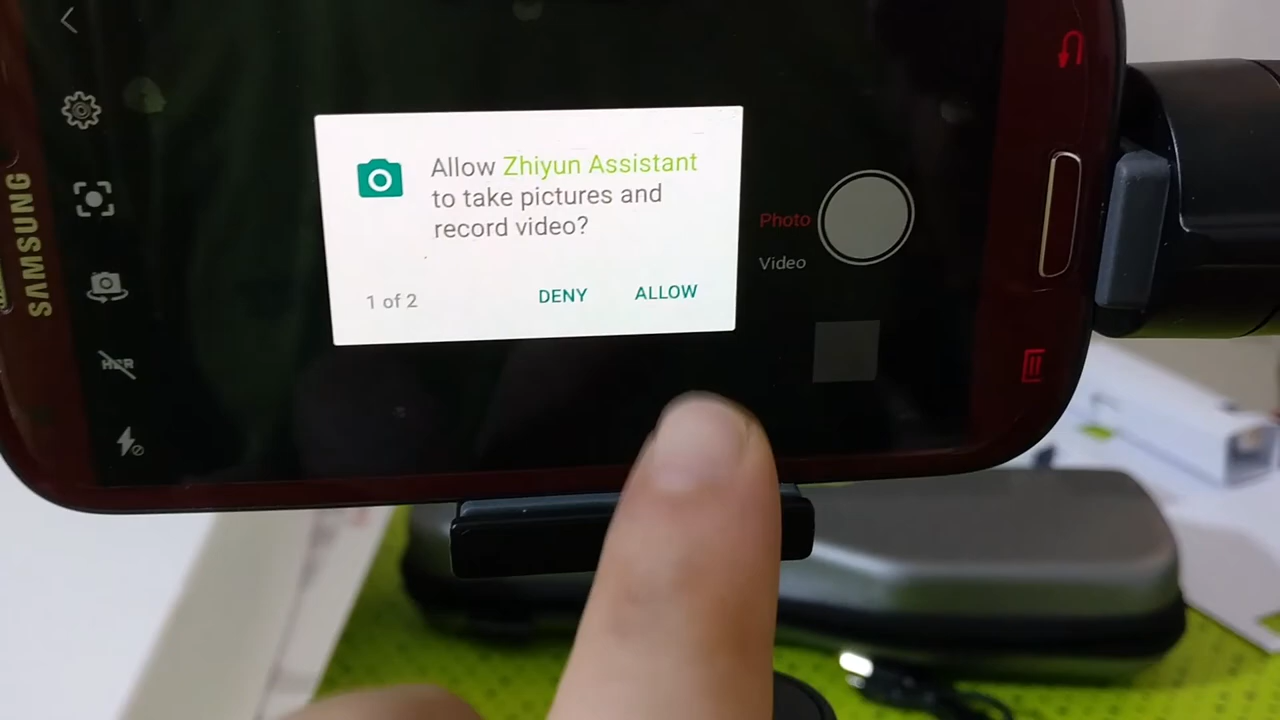 SAMSUNG
HDR
Allow Zhiyun Assistant
to take pictures and
record video?
1 of 2
DENY
ALLOW
Photo
Video